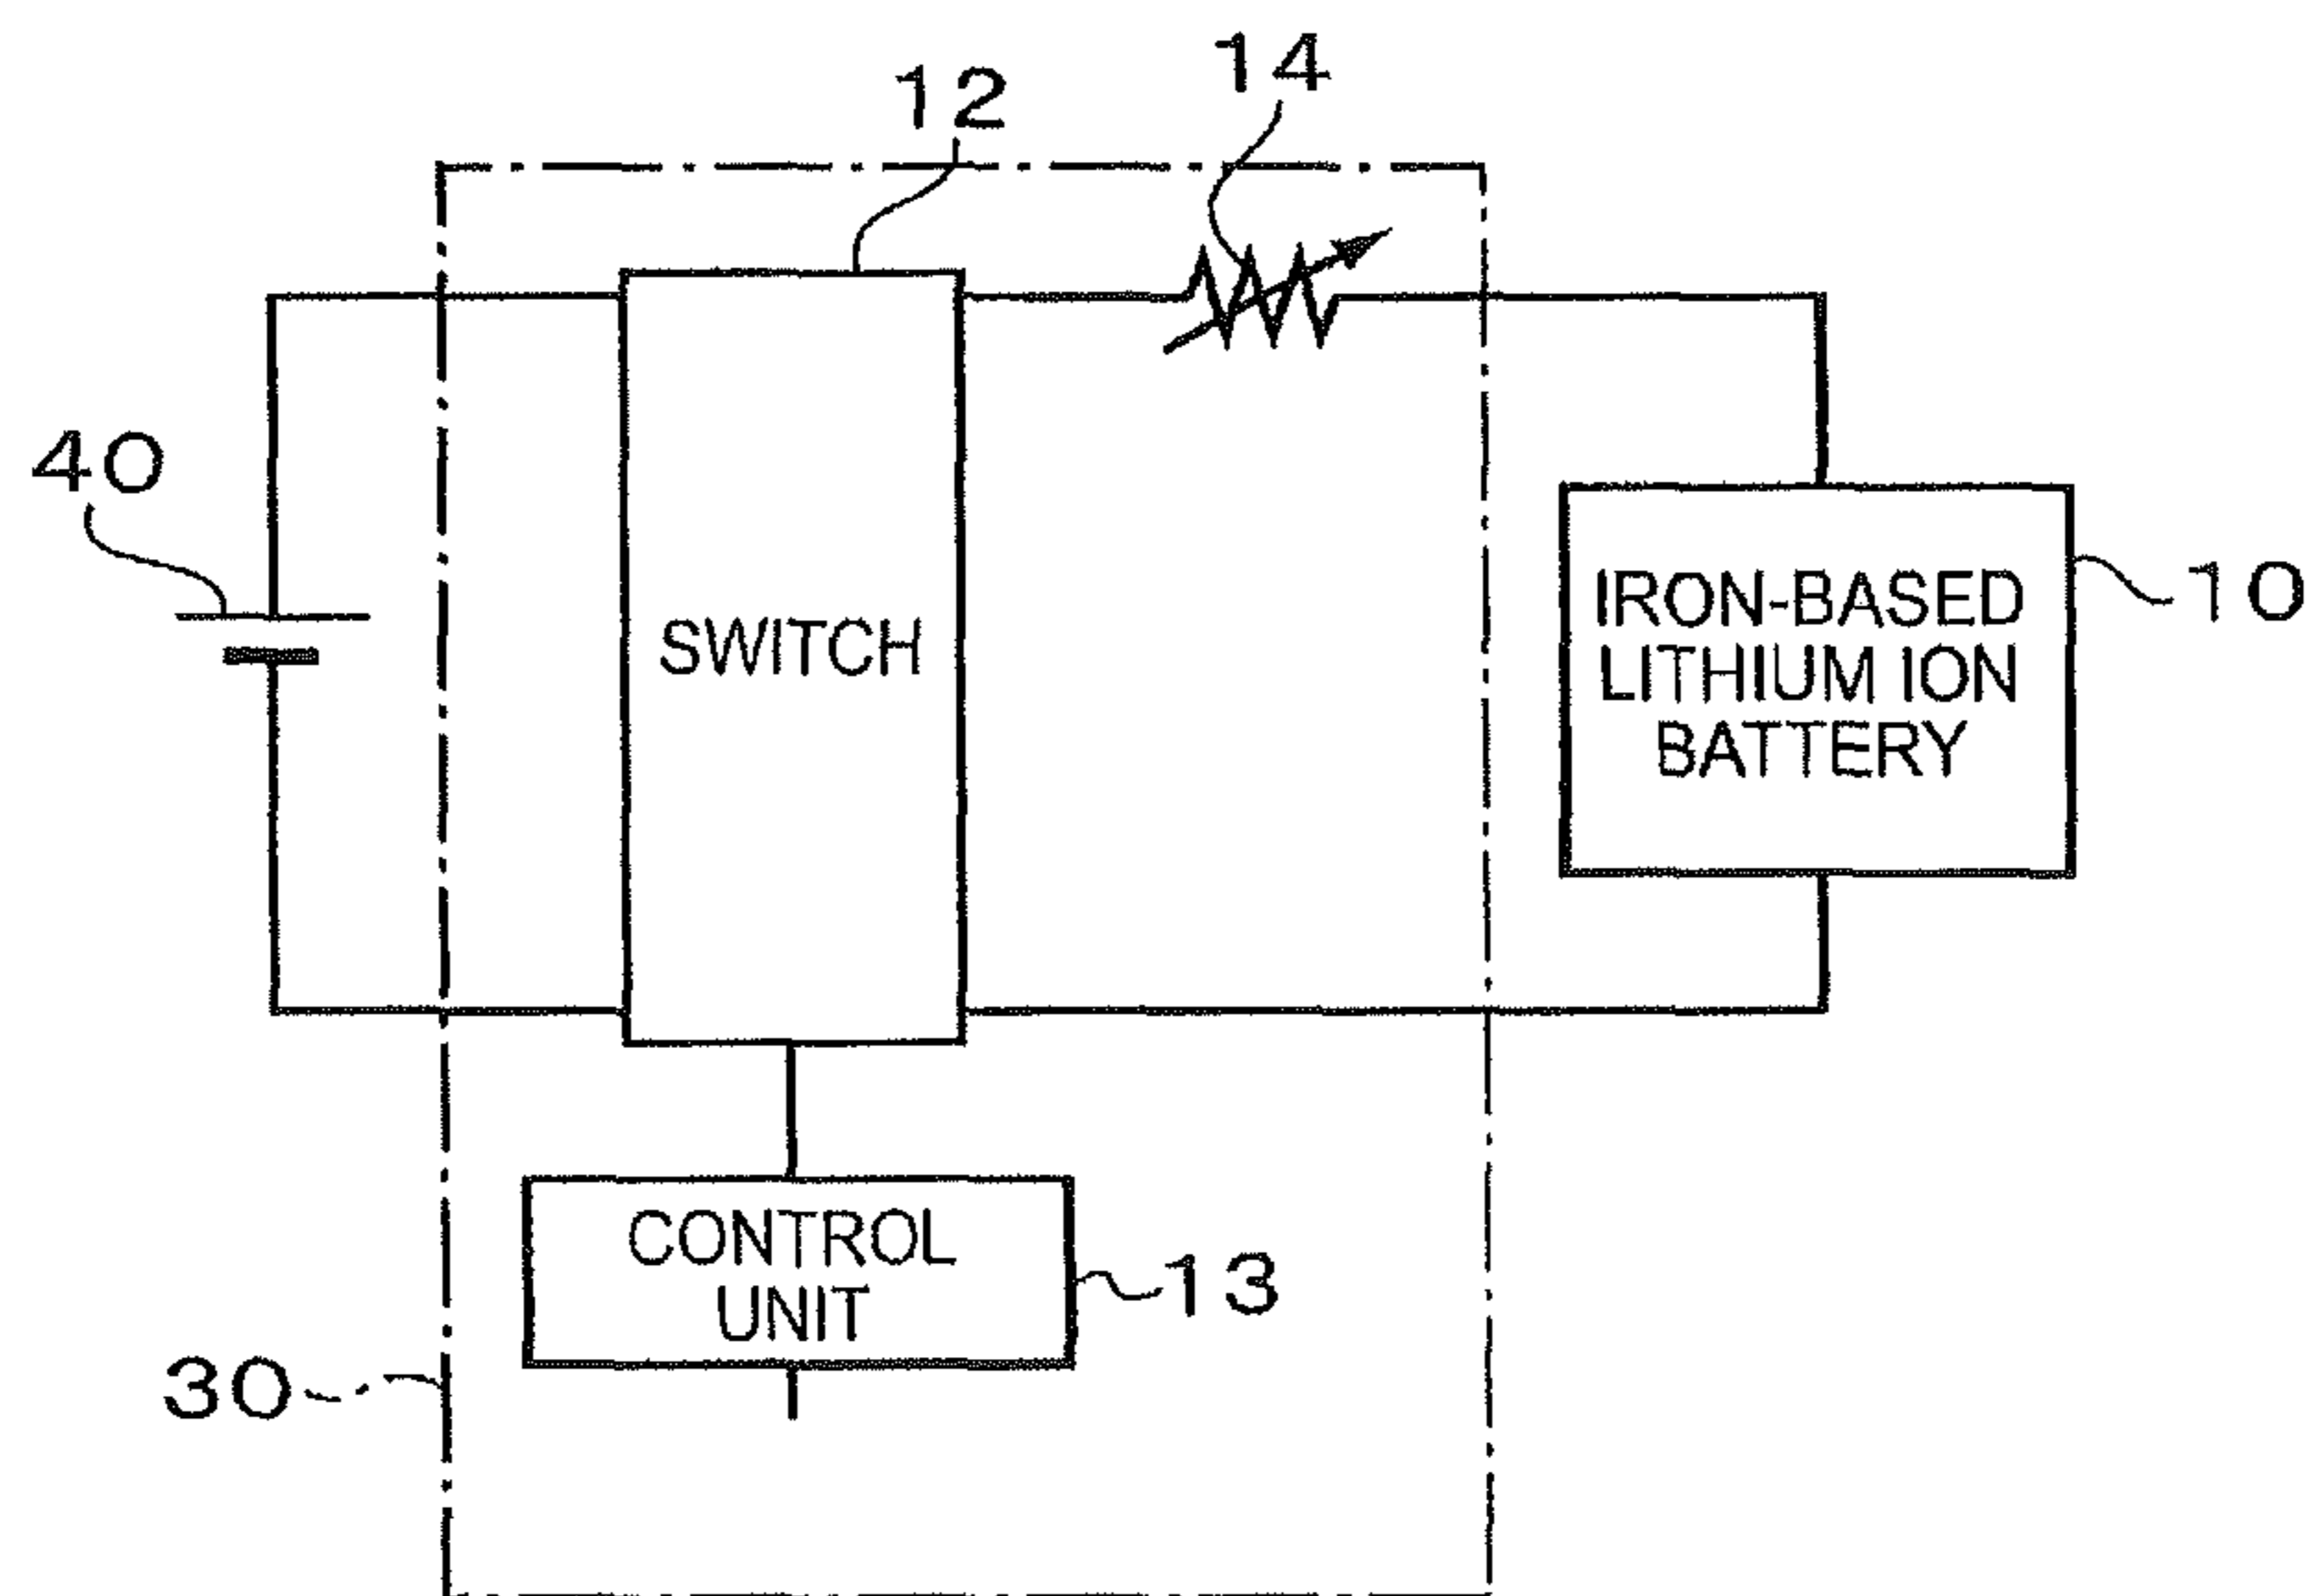 14
12
40
SWITCH
IRON-BASED
LITHIUM ION
BATTERY
10
CONTROL
UNIT
13
30